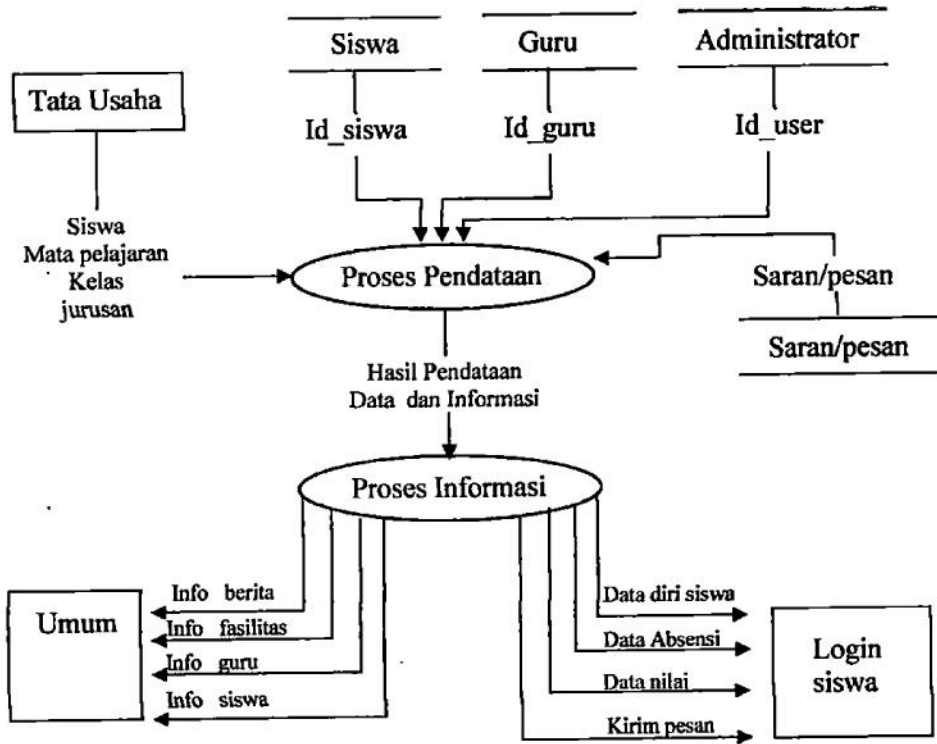 Siswa
Guru
Administrator
Tata Usaha
Id_siswa
Id_guru
Id_user
Siswa
Mata pelajaran
Kelas
jurusan
Proses Pendataan
Saran/pesan
Saran/pesan
Hasil Pendataan
Data dan Informasi
Proses Informasi
Umum
Info berita
Info fasilitas
Info guru
Info siswa
Data diri siswa
Data Absensi
Data nilai
Kirim pesan
Login
siswa